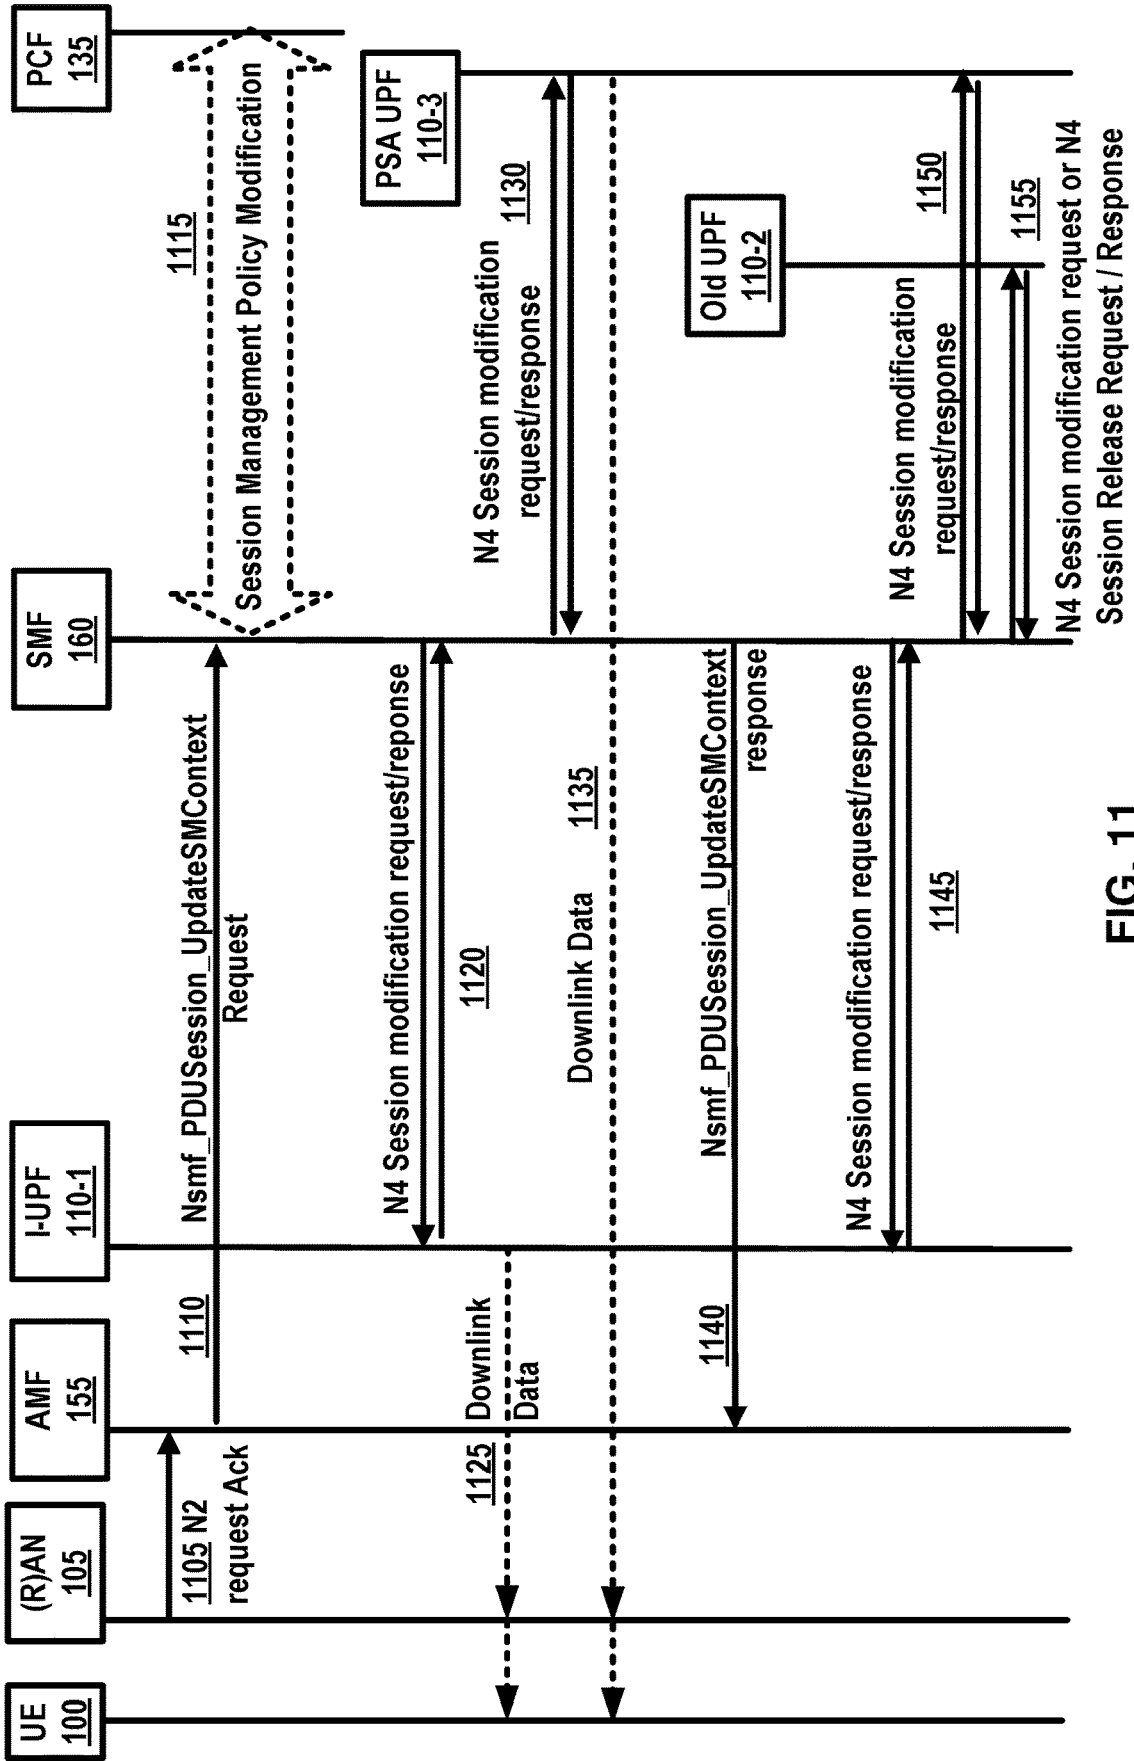 UE
100
(R)AN
105
AMF
155
I-UPF
110-1
SMF
160
PCF
135
1105 N2
request Ack
1110
Nsmf_PDUSession_UpdateSMContext
Request
1115
Session Management Policy Modification
PSA UPF
110-3
N4 Session modification request/reponse
1120
1125
Downlink
Data
N4 Session modification
request/response
1130
Downlink Data
1135
Old UPF
110-2
1140
Nsmf_PDUSession_UpdateSMContext
response
N4 Session modification request/response
1145
N4 Session modification
request/response
1150
1155
N4 Session modification request or N4
Session Release Request / Response
FIG. 11